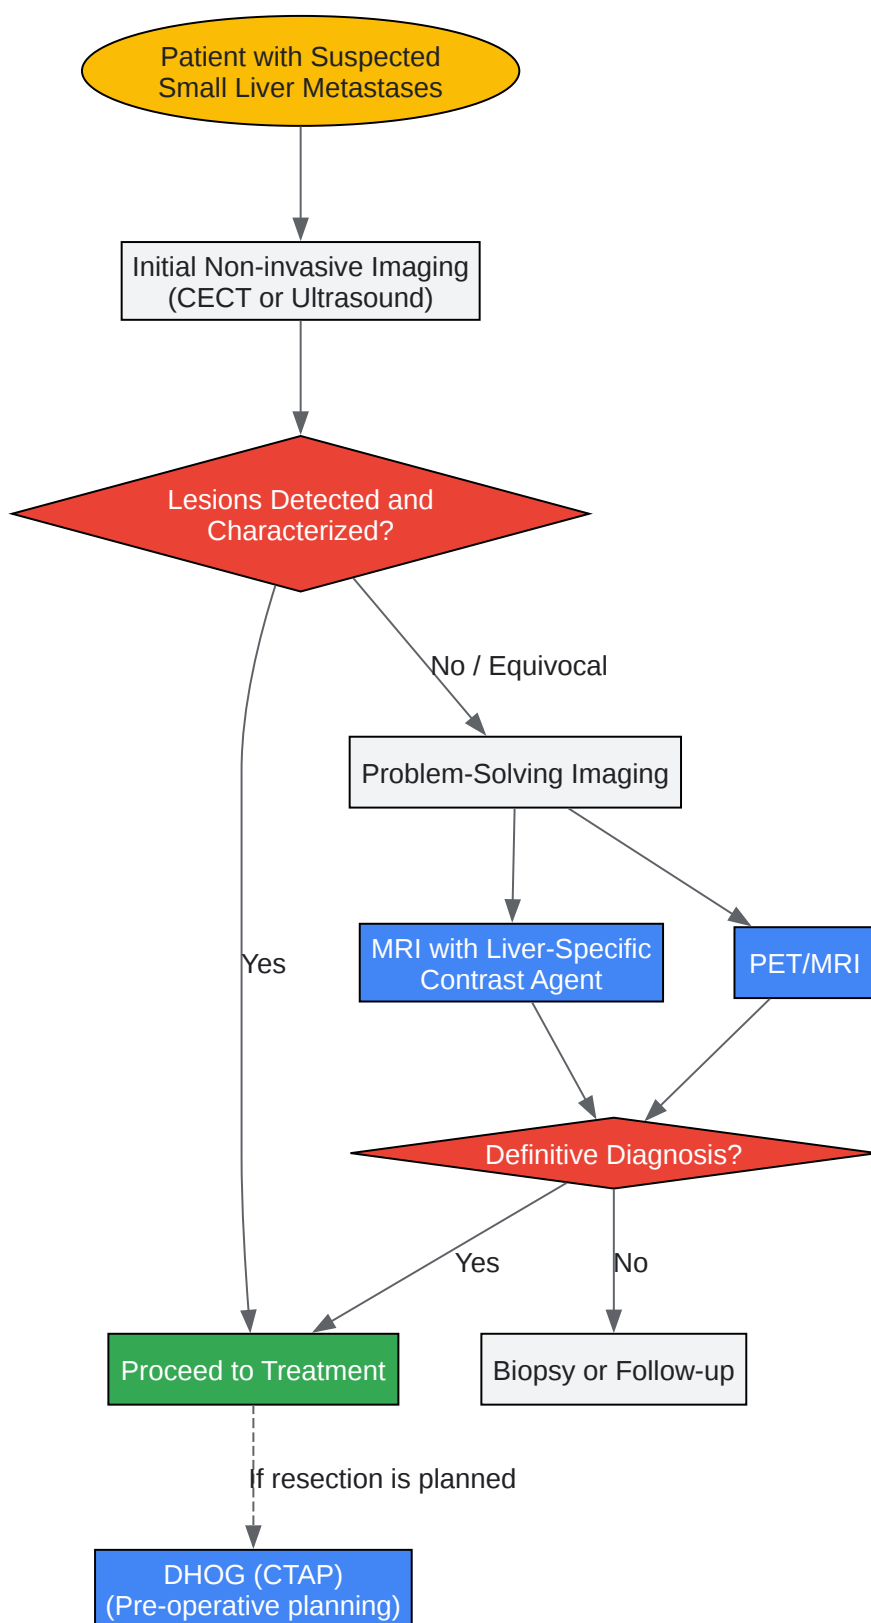 Patient with Suspected
Small Liver Metastases
Initial Non-invasive Imaging
(CECT or Ultrasound)
Lesions Detected and
Characterized?
No / Equivocal
Problem-Solving Imaging
Yes
MRI with Liver-Specific
Contrast Agent
PET/MRI
Definitive Diagnosis?
Yes
No
Proceed to Treatment
Biopsy or Follow-up
If resection is planned
DHOG (CTAP)
(Pre-operative planning)